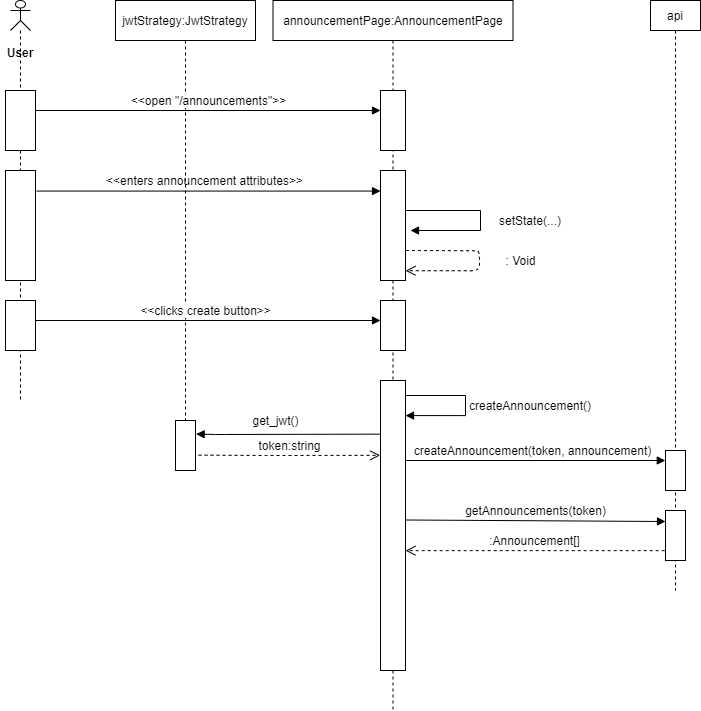 jwtStrategy:JwtStrategy
announcementPage:AnnouncementPage
api
User
<<open "/announcements">>
<<enters announcement attributes>>
setState(...)
: Void
<<clicks create button>>
createAnnouncement()
get_jwt()
token:string
createAnnouncement(token, announcement)
getAnnouncements(token)
:Announcement[]